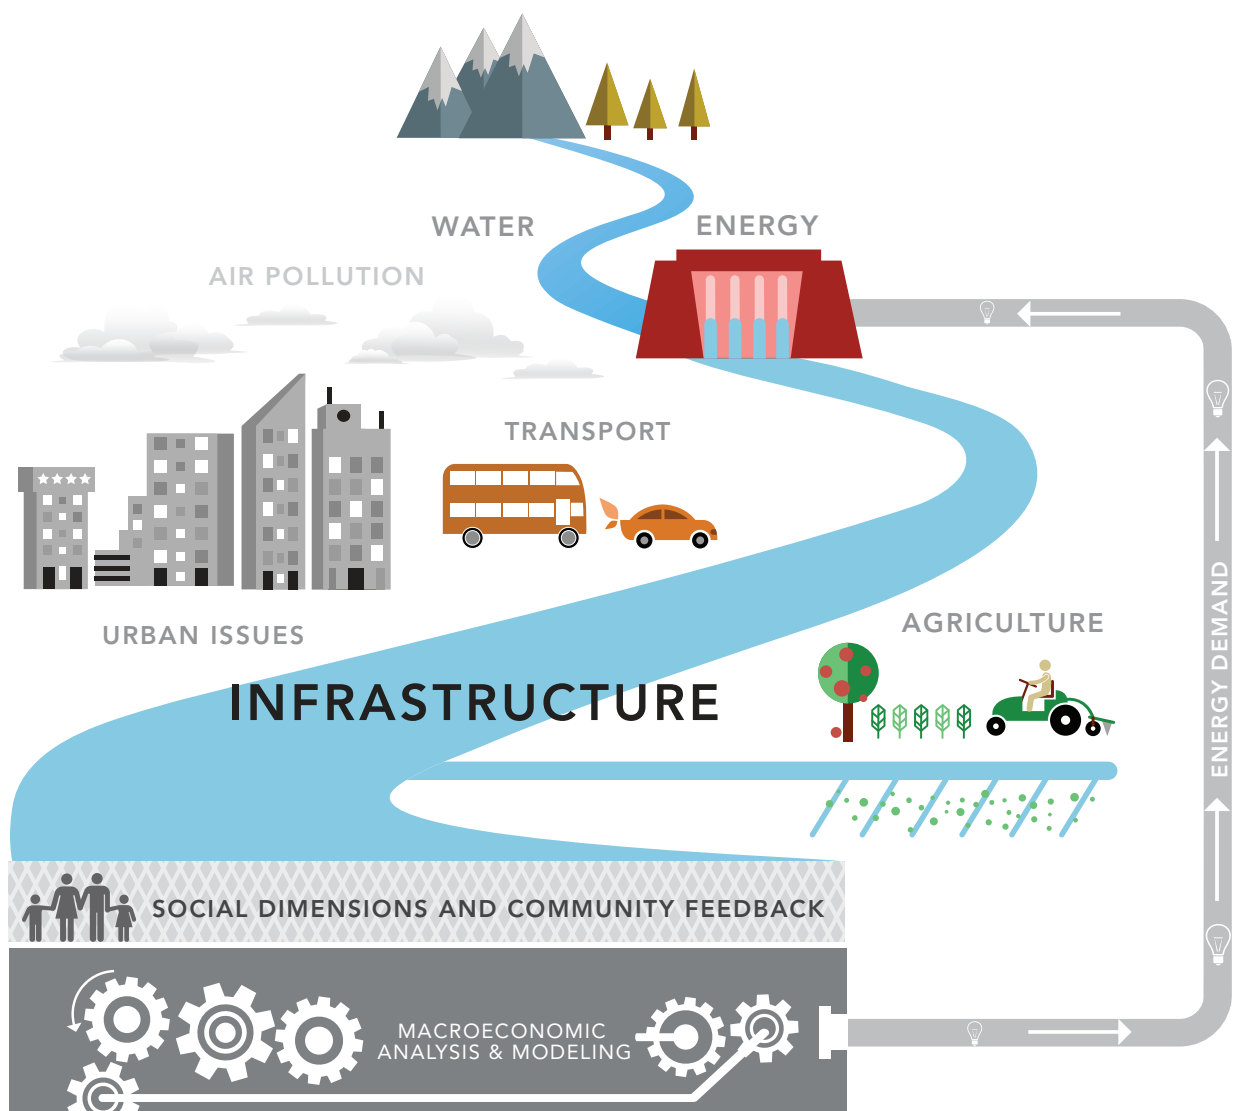 WATER
ENERGY
AIR POLLUTION
TRANSPORT
URBAN ISSUES
AGRICULTURE
INFRASTRUCTURE
ENERGY DEMAND
SOCIAL DIMENSIONS AND COMMUNITY FEEDBACK
MACROECONOMIC
ANALYSIS & MODELING